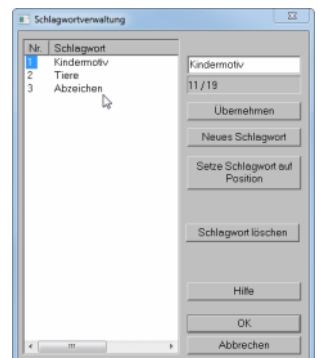 Schlagwortverwaltung
Nr. Schlagwort
1 Kindermotiv
2 Tiere
3 Abzeichen
Kindermotiv
11/19
Übernehmen
Neues Schlagwort
Setze Schlagwort auf
Position
Schlagwort löschen
Hilfe
OK
Abbrechen